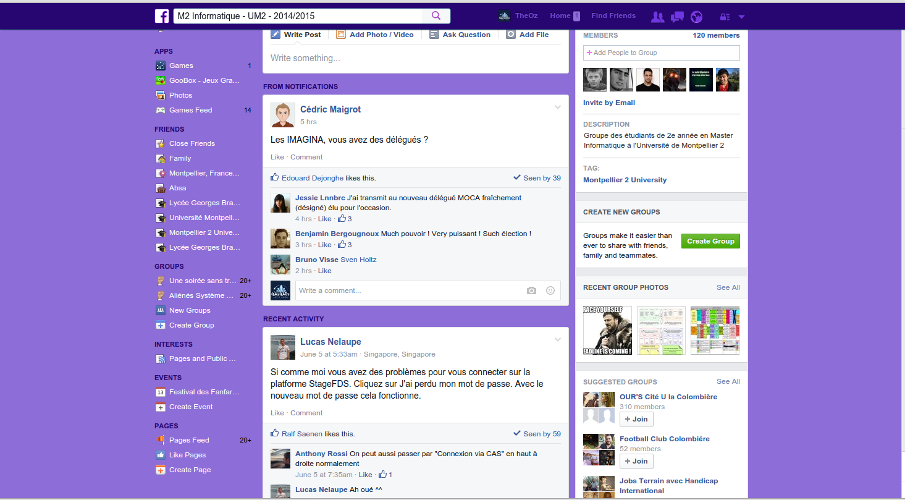 M2 Informatique - UM2 - 2014/2015
TheOz
Home
Find Friends
APPS
Games 1
GooBox - Jeux Gra...
Photos
Games Feed 14
FRIENDS
Close Friends
Family
Montpellier, France...
Abea
Lycée Georges Bra...
Université Montpell...
Montpellier 2 Unive...
Lycée Georges Bra...
GROUPS
Une soirée sans tr... 20+
Aliénés Système ... 20+
New Groups
Create Group
INTERESTS
Pages and Public ...
EVENTS
Festival des Fanfar...
Create Event
PAGES
Pages Feed 20+
Like Pages
Create Page
Write Post
Add Photo / Video
Ask Question
Add File
Write something...
FROM NOTIFICATIONS
Cédric Maigrot
5 hrs
Les IMAGINA, vous avez des délégués ?
Like · Comment
Edouard Dejonghe likes this.
Seen by 39
Jessie Lnnbrc J'ai transmit au nouveau délégué MOCA fraîchement
(désigné) élu pour l'occasion.
4 hrs · Like · 3
Benjamin Bergougnoux Much pouvoir ! Very puissant ! Such élection !
3 hrs · Like · 3
Bruno Visse Sven Holtz
2 hrs · Like
Write a comment...
RECENT ACTIVITY
Lucas Nelaupe
June 5 at 5:33am · Singapore, Singapore
Si comme moi vous avez des problèmes pour vous connecter sur la
platforme StageFDS. Cliquez sur J'ai perdu mon mot de passe. Avec le
nouveau mot de passe cela fonctionne.
Like · Comment
Ralf Saenen likes this.
Seen by 59
Anthony Rossi On peut aussi passer par "Connexion via CAS" en haut à
droite normalement
June 5 at 7:35am · Like · 1
Lucas Nelaupe Ah oué ^^
MEMBERS
120 members
+ Add People to Group
Invite by Email
DESCRIPTION
Groupe des étudiants de 2e année en Master
Informatique à l'Université de Montpellier 2
TAG:
Montpellier 2 University
CREATE NEW GROUPS
Groups make it easier than
ever to share with friends,
family and teammates.
Create Group
RECENT GROUP PHOTOS
See All
SUGGESTED GROUPS
See All
OUR'S Cité U la Colombière
310 members
+ Join
Football Club Colombière
52 members
+ Join
Jobs Terrain avec Handicap
International